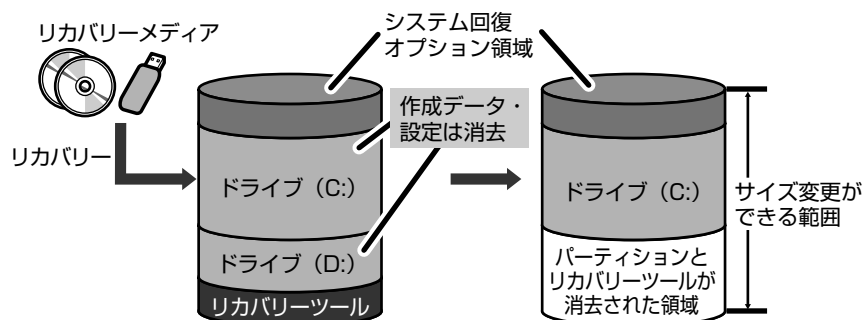 リカバリーメディア
システム回復
オプション領域
作成データ・
設定は消去
リカバリー
ドライブ（C:）
ドライブ（D:）
リカバリーツール
ドライブ（C:）
パーティションと
リカバリーツールが
消去された領域
サイズ変更が
できる範囲